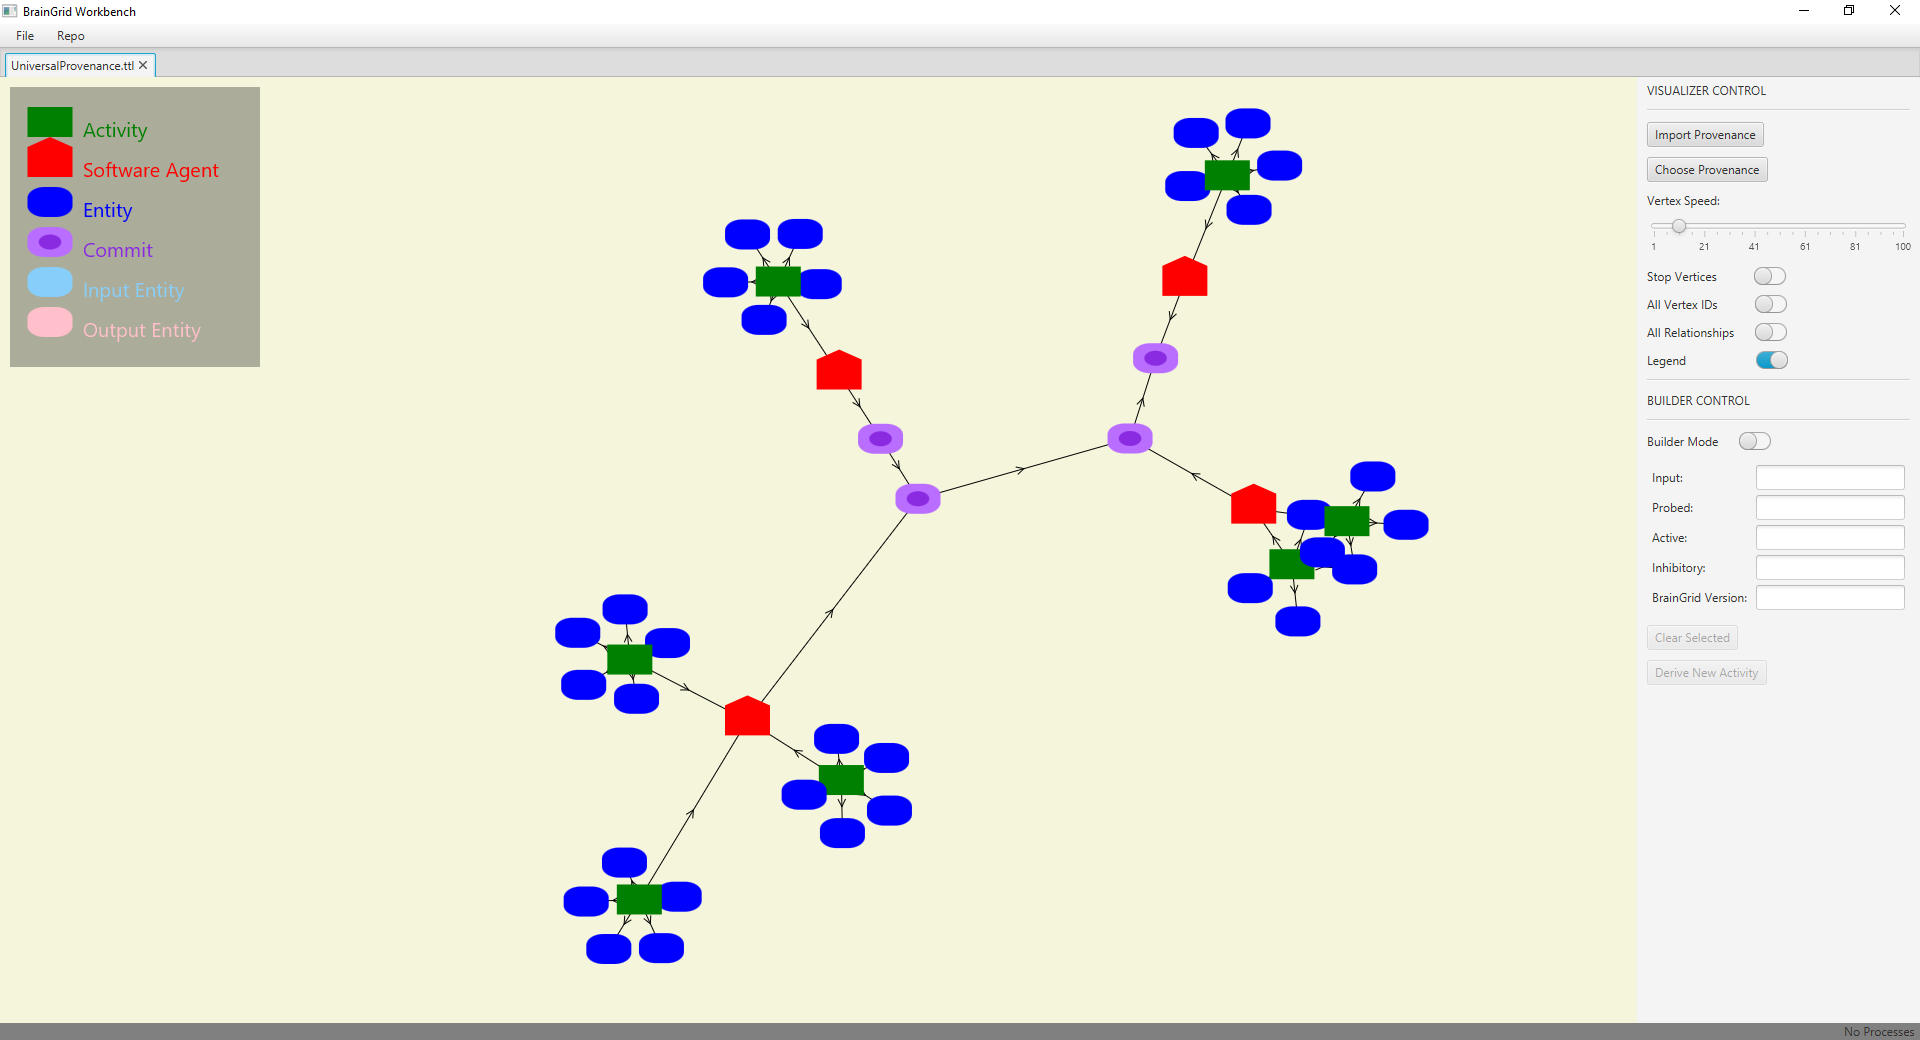 BrainGrid Workbench
File Repo
UniversalProvenance.ttl
Activity
Software Agent
Entity
Commit
Input Entity
Output Entity
VISUALIZER CONTROL
Import Provenance
Choose Provenance
Vertex Speed:
1 21 41 61 81 100
Stop Vertices
All Vertex IDs
All Relationships
Legend
BUILDER CONTROL
Builder Mode
Input:
Probed:
Active:
Inhibitory:
BrainGrid Version:
Clear Selected
Derive New Activity
No Processes